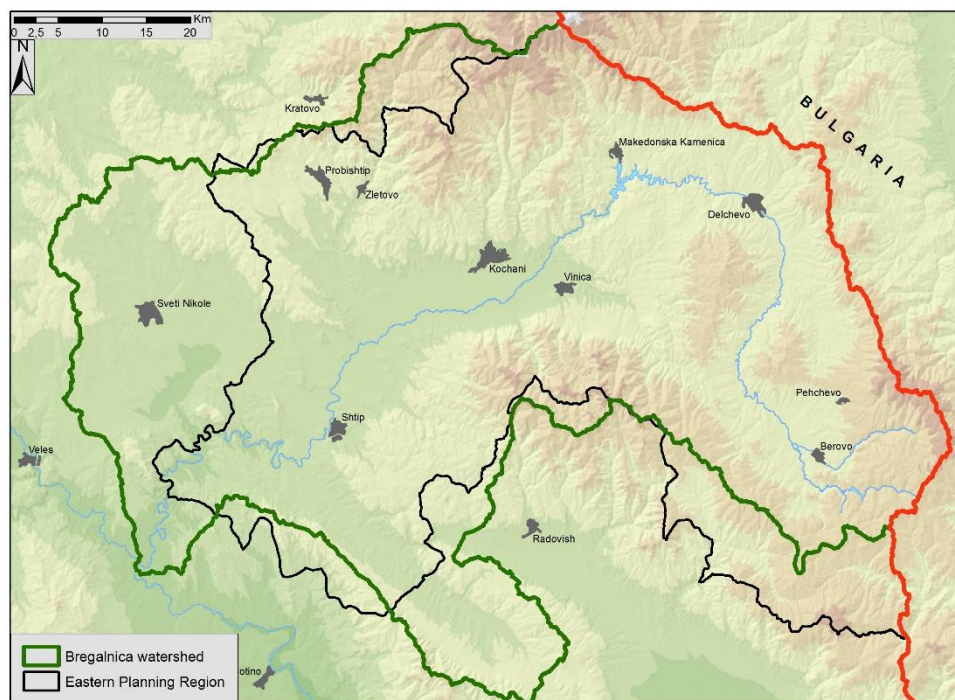 Km
0 2,5 5 10 15 20
N
BULGARIA
Kratovo
Makedonska Kamenica
Probishtip
Zletovo
Delchevo
Kochani
Vinica
Sveti Nikole
Pehchevo
Shtip
Berovo
Veles
Radovish
otino
Bregalnica watershed
Eastern Planning Region